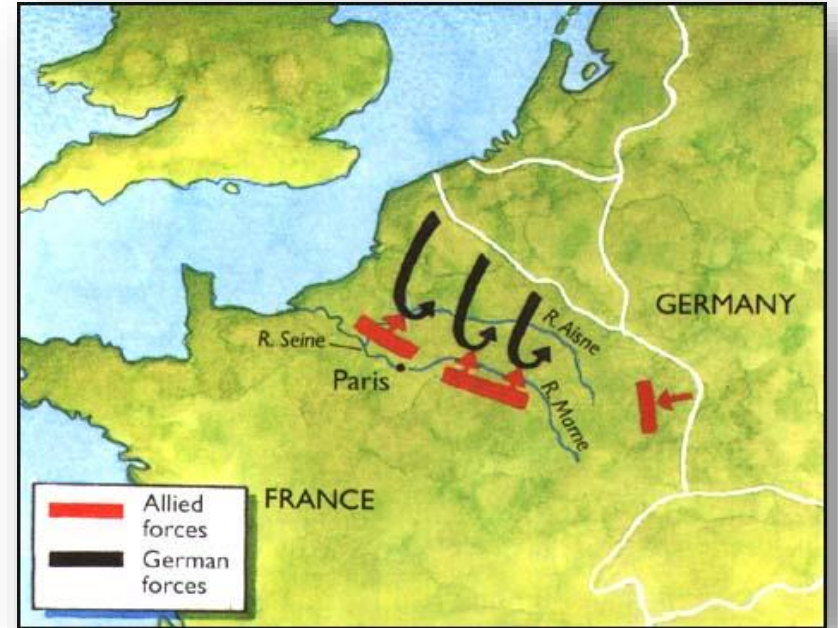 GERMANY
R. Aisne
R. Seine
Paris
R. Marne
FRANCE
Allied
forces
German
forces